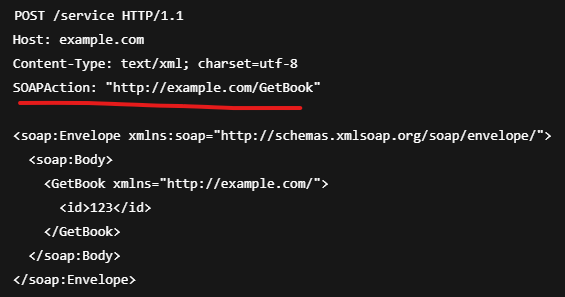 POST /service HTTP/1.1
Host: example.com
Content-Type: text/xml; charset=utf-8
SOAPAction: "http://example.com/GetBook"
<soap:Envelope xmlns:soap="http://schemas.xmlsoap.org/soap/envelope/">
<soap:Body>
<GetBook xmlns="http://example.com/">
<id>123</id>
</GetBook>
</soap:Body>
</soap:Envelope>